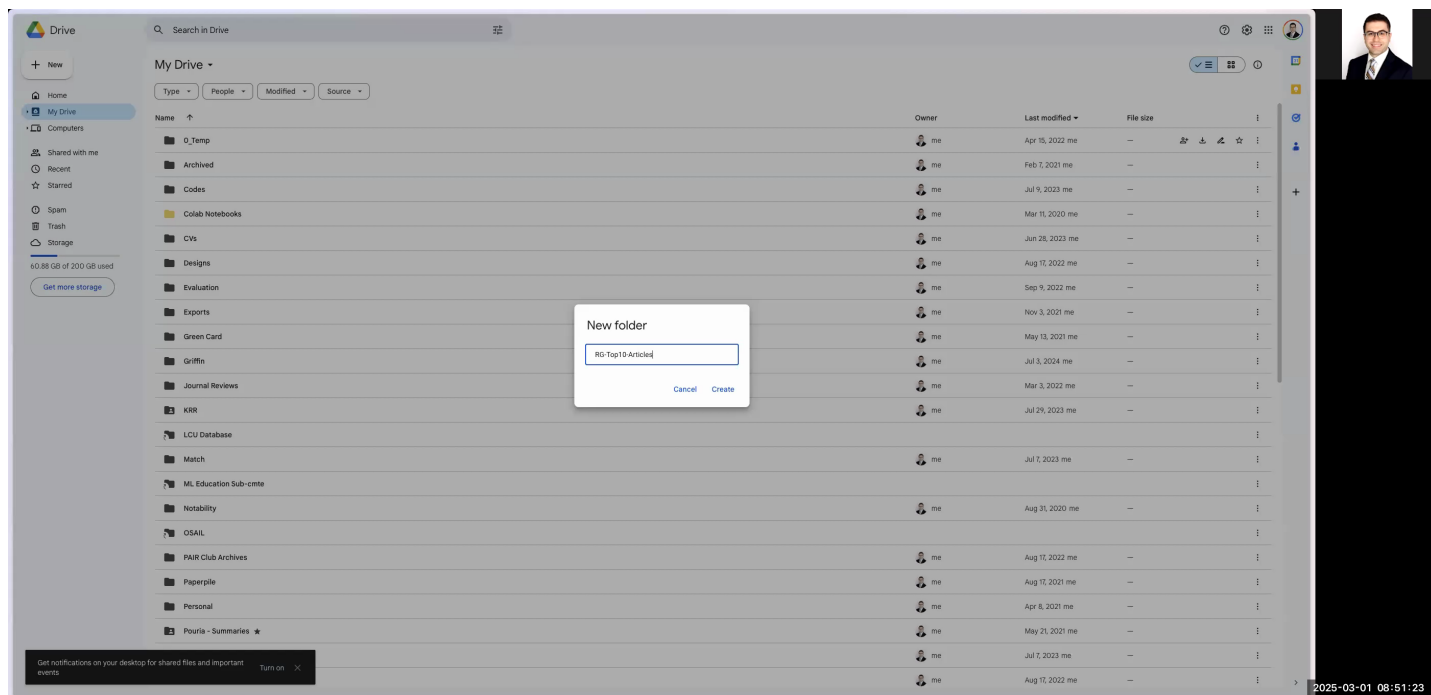 Drive
Search in Drive
New
My Drive
Type People Modified Source
Home
My Drive
Computers
Shared with me
Recent
Starred
Spam
Trash
Storage
60.88 GB of 200 GB used
Get more storage
Name Owner Last modified File size
0_Temp me Apr 15, 2022 me —
Archived me Feb 7, 2021 me —
Codes me Jul 9, 2023 me —
Colab Notebooks me Mar 11, 2020 me —
CVs me Jun 28, 2023 me —
Designs me Aug 17, 2022 me —
Evaluation me Sep 9, 2022 me —
Exports me Nov 3, 2021 me —
Green Card me May 13, 2021 me —
Griffin me Jul 3, 2024 me —
Journal Reviews me Mar 3, 2022 me —
KRR me Jul 29, 2023 me —
LCU Database
Match me Jul 7, 2023 me —
ML Education Sub-cmte
Notability me Aug 31, 2020 me —
OSAIL
PAIR Club Archives me Aug 17, 2022 me —
Paperpile me Aug 17, 2021 me —
Personal me Apr 8, 2021 me —
Pouria - Summaries me May 21, 2021 me —
me Jul 7, 2023 me —
me Aug 17, 2022 me —
New folder
RG-Top10-Articles
Cancel Create
Get notifications on your desktop for shared files and important
events
Turn on
2025-03-01 08:51:23